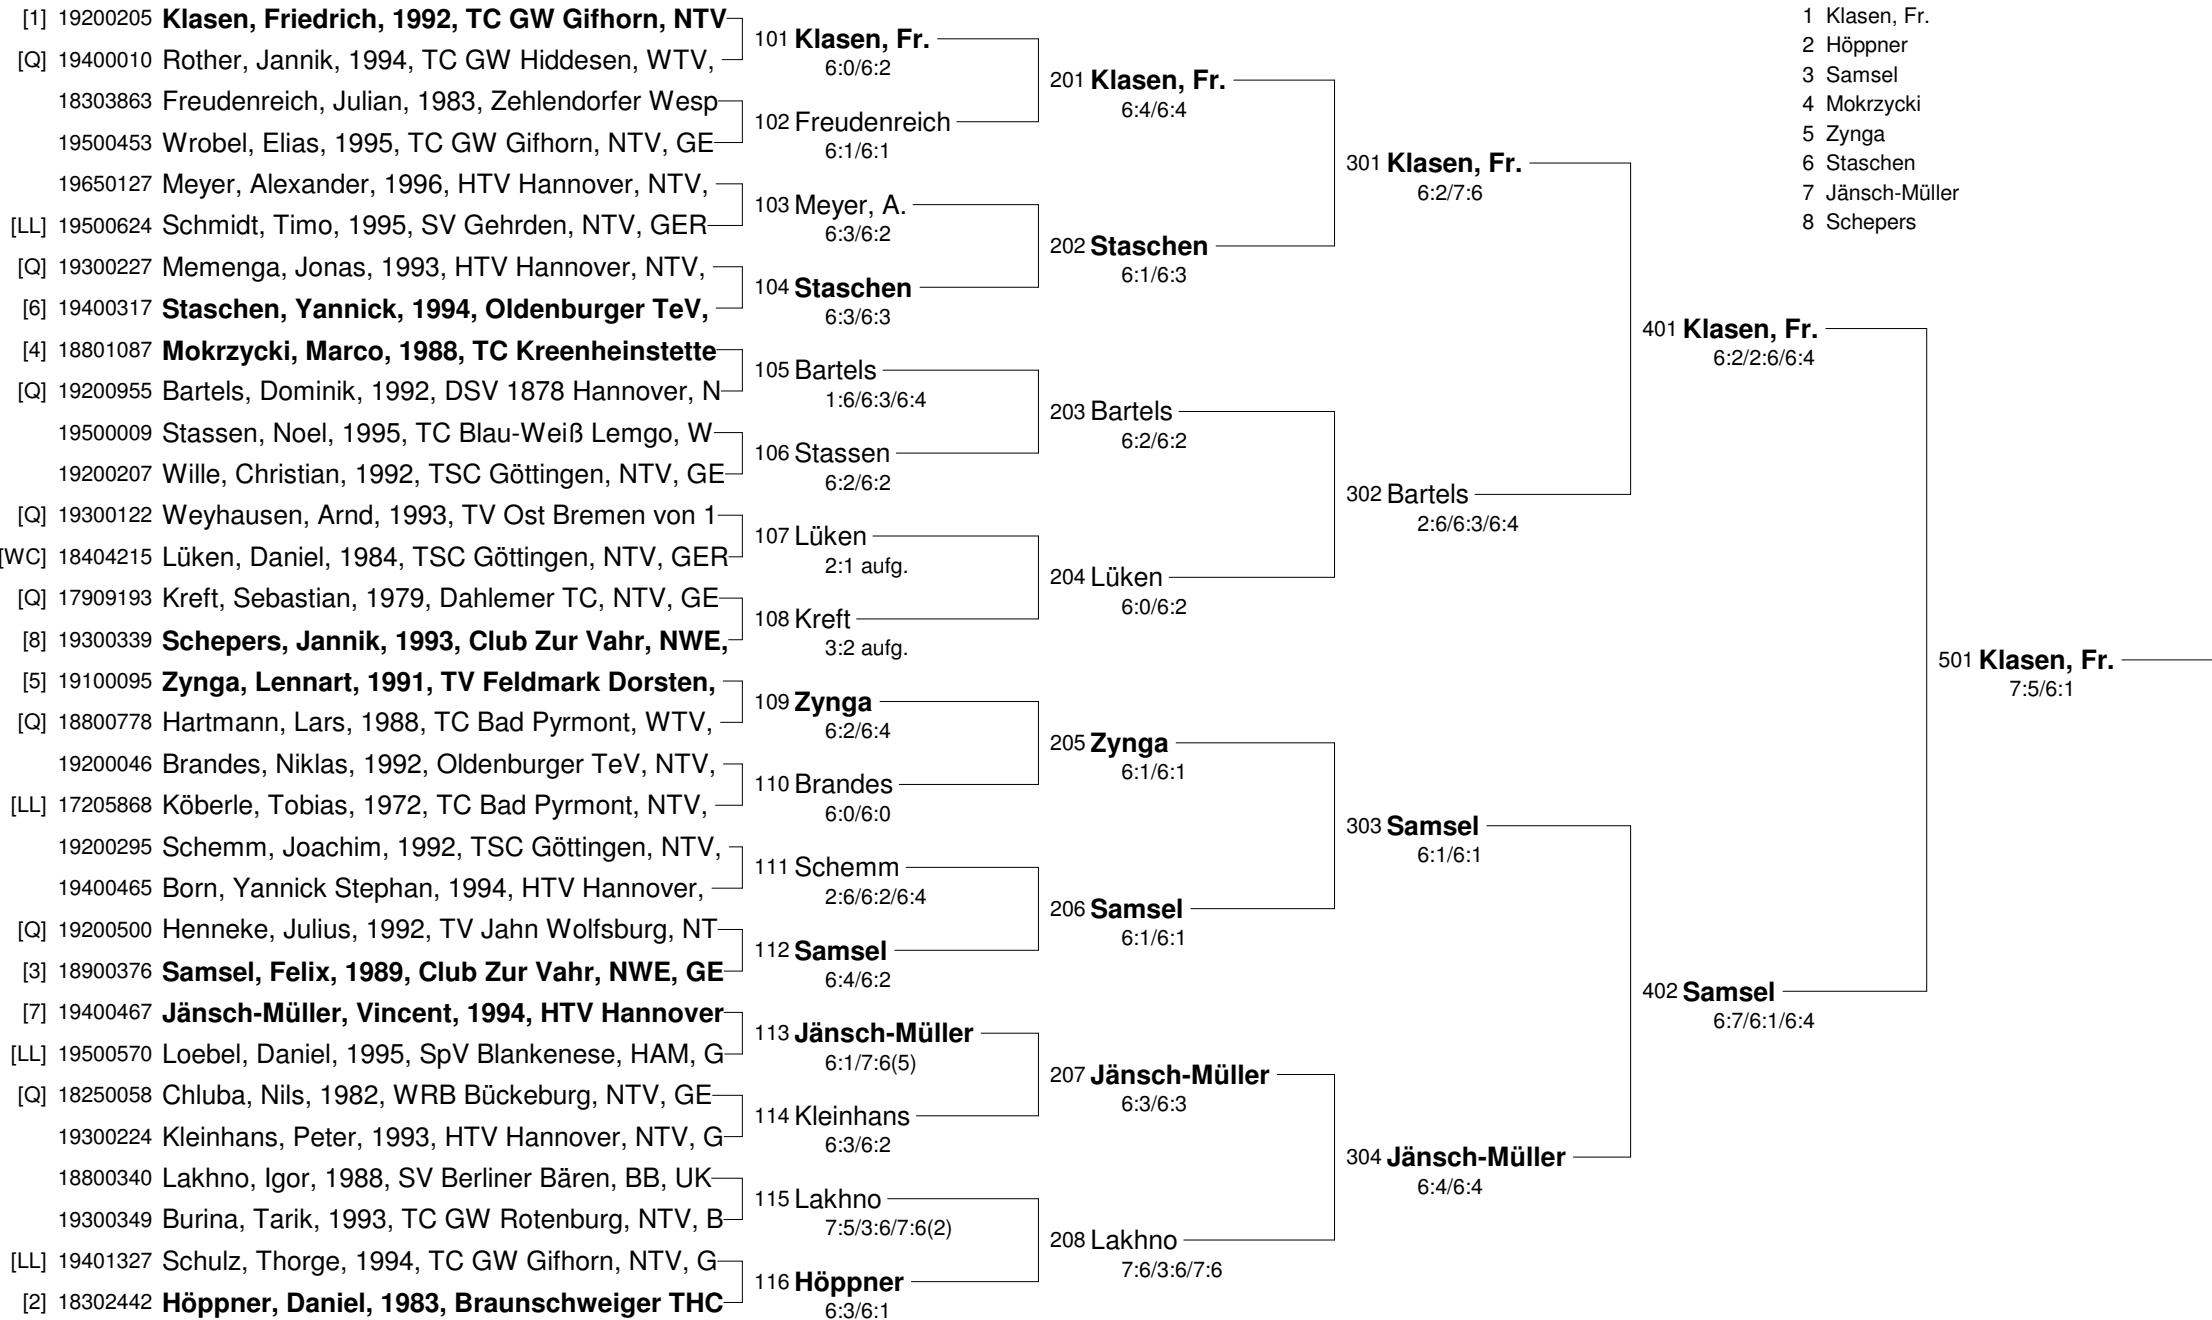 [1] 19200205 Klasen, Friedrich, 1992, TC GW Gifhorn, NTV
[Q] 19400010 Rother, Jannik, 1994, TC GW Hiddesen, WTV,
18303863 Freudenreich, Julian, 1983, Zehlendorfer Wesp
19500453 Wrobel, Elias, 1995, TC GW Gifhorn, NTV, GE
19650127 Meyer, Alexander, 1996, HTV Hannover, NTV,
[LL] 19500624 Schmidt, Timo, 1995, SV Gehrden, NTV, GER
[Q] 19300227 Memenga, Jonas, 1993, HTV Hannover, NTV,
[6] 19400317 Staschen, Yannick, 1994, Oldenburger TeV,
[4] 18801087 Mokrzycki, Marco, 1988, TC Kreenheinstette
[Q] 19200955 Bartels, Dominik, 1992, DSV 1878 Hannover, N
19500009 Stassen, Noel, 1995, TC Blau-Weiß Lemgo, W
19200207 Wille, Christian, 1992, TSC Göttingen, NTV, GE
[Q] 19300122 Weyhausen, Arnd, 1993, TV Ost Bremen von 1
[WC] 18404215 Lüken, Daniel, 1984, TSC Göttingen, NTV, GER
[Q] 17909193 Kreft, Sebastian, 1979, Dahlemer TC, NTV, GE
[8] 19300339 Schepers, Jannik, 1993, Club Zur Vahr, NWE,
[5] 19100095 Zynga, Lennart, 1991, TV Feldmark Dorsten,
[Q] 18800778 Hartmann, Lars, 1988, TC Bad Pyrmont, WTV,
19200046 Brandes, Niklas, 1992, Oldenburger TeV, NTV,
[LL] 17205868 Köberle, Tobias, 1972, TC Bad Pyrmont, NTV,
19200295 Schemm, Joachim, 1992, TSC Göttingen, NTV,
19400465 Born, Yannick Stephan, 1994, HTV Hannover,
[Q] 19200500 Henneke, Julius, 1992, TV Jahn Wolfsburg, NT
[3] 18900376 Samsel, Felix, 1989, Club Zur Vahr, NWE, GE
[7] 19400467 Jänsch-Müller, Vincent, 1994, HTV Hannover
[LL] 19500570 Loebel, Daniel, 1995, SpV Blankenese, HAM, G
[Q] 18250058 Chluba, Nils, 1982, WRB Bückeburg, NTV, GE
19300224 Kleinhans, Peter, 1993, HTV Hannover, NTV, G
18800340 Lakhno, Igor, 1988, SV Berliner Bären, BB, UK
19300349 Burina, Tarik, 1993, TC GW Rotenburg, NTV, B
[LL] 19401327 Schulz, Thorge, 1994, TC GW Gifhorn, NTV, G
[2] 18302442 Höppner, Daniel, 1983, Braunschweiger THC
101 Klasen, Fr.
6:0/6:2
102 Freudenreich
6:1/6:1
103 Meyer, A.
6:3/6:2
104 Staschen
6:3/6:3
105 Bartels
1:6/6:3/6:4
106 Stassen
6:2/6:2
107 Lüken
2:1 aufg.
108 Kreft
3:2 aufg.
109 Zynga
6:2/6:4
110 Brandes
6:0/6:0
111 Schemm
2:6/6:2/6:4
112 Samsel
6:4/6:2
113 Jänsch-Müller
6:1/7:6(5)
114 Kleinhans
6:3/6:2
115 Lakhno
7:5/3:6/7:6(2)
116 Höppner
6:3/6:1
201 Klasen, Fr.
6:4/6:4
202 Staschen
6:1/6:3
203 Bartels
6:2/6:2
204 Lüken
6:0/6:2
205 Zynga
6:1/6:1
206 Samsel
6:1/6:1
207 Jänsch-Müller
6:3/6:3
208 Lakhno
7:6/3:6/7:6
301 Klasen, Fr.
6:2/7:6
302 Bartels
2:6/6:3/6:4
303 Samsel
6:1/6:1
304 Jänsch-Müller
6:4/6:4
401 Klasen, Fr.
6:2/2:6/6:4
402 Samsel
6:7/6:1/6:4
501 Klasen, Fr.
7:5/6:1
1 Klasen, Fr.
2 Höppner
3 Samsel
4 Mokrzycki
5 Zynga
6 Staschen
7 Jänsch-Müller
8 Schepers